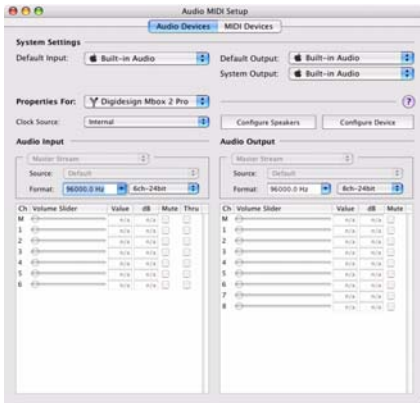 Audio MIDI Setup
Audio Devices MIDI Devices
System Settings
Default Input: Built-in Audio
Default Output: Built-in Audio
System Output: Built-in Audio
Properties For: Digidesign Mbox 2 Pro ?
Clock Source: Internal
Configure Speakers Configure Device
Audio Input
Master Stream
Source: Default
Format: 96000.0 Hz 6ch-24bit
Ch Volume Slider Value dB Mute Thru
M n/a n/a
1 n/a n/a
2 n/a n/a
3 n/a n/a
4 n/a n/a
5 n/a n/a
6 n/a n/a
Audio Output
Master Stream
Source: Default
Format: 96000.0 Hz 8ch-24bit
Ch Volume Slider Value dB Mute
M n/a n/a
1 n/a n/a
2 n/a n/a
3 n/a n/a
4 n/a n/a
5 n/a n/a
6 n/a n/a
7 n/a n/a
8 n/a n/a